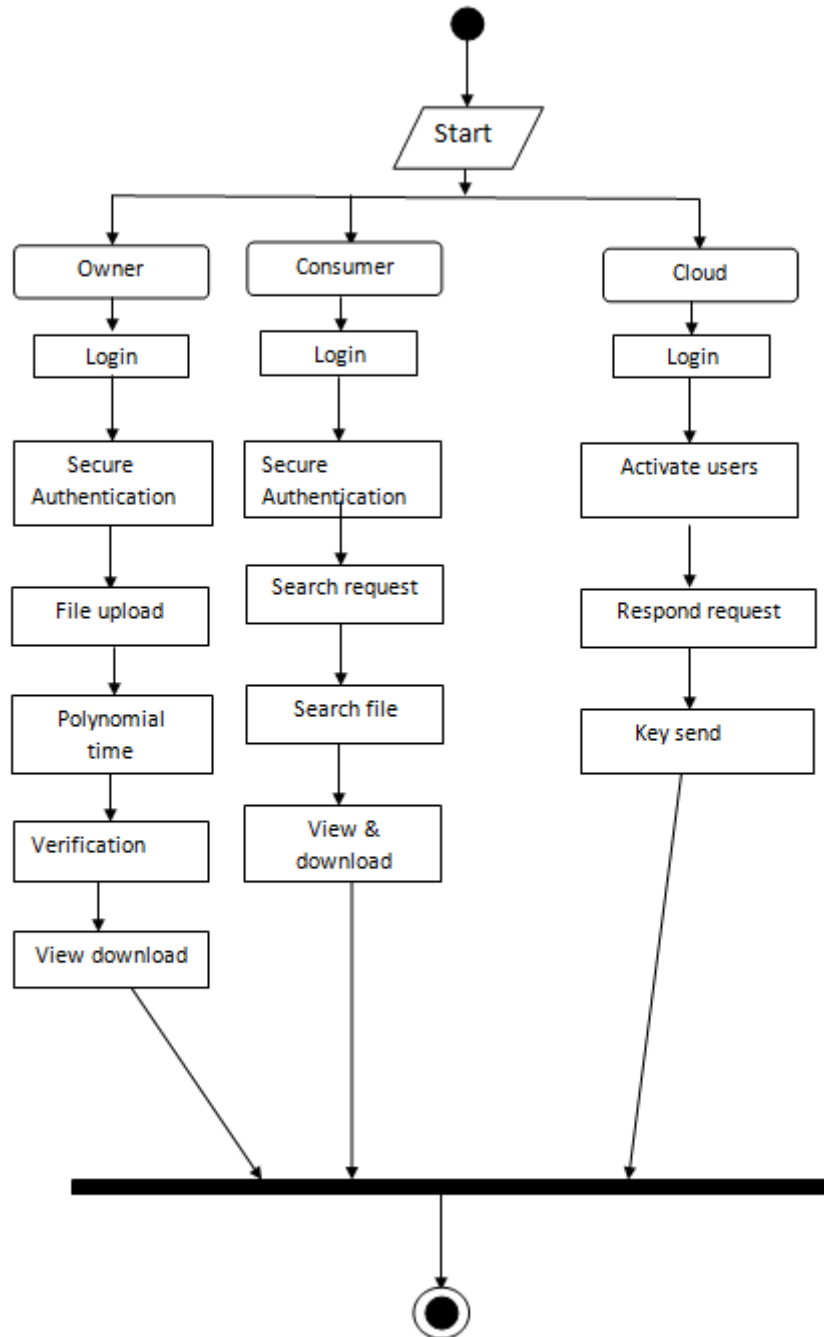 Start
Owner
Login
Secure
Authentication
File upload
Polynomial
time
Verification
View download
Consumer
Login
Secure
Authentication
Search request
Search file
View &
download
Cloud
Login
Activate users
Respond request
Key send